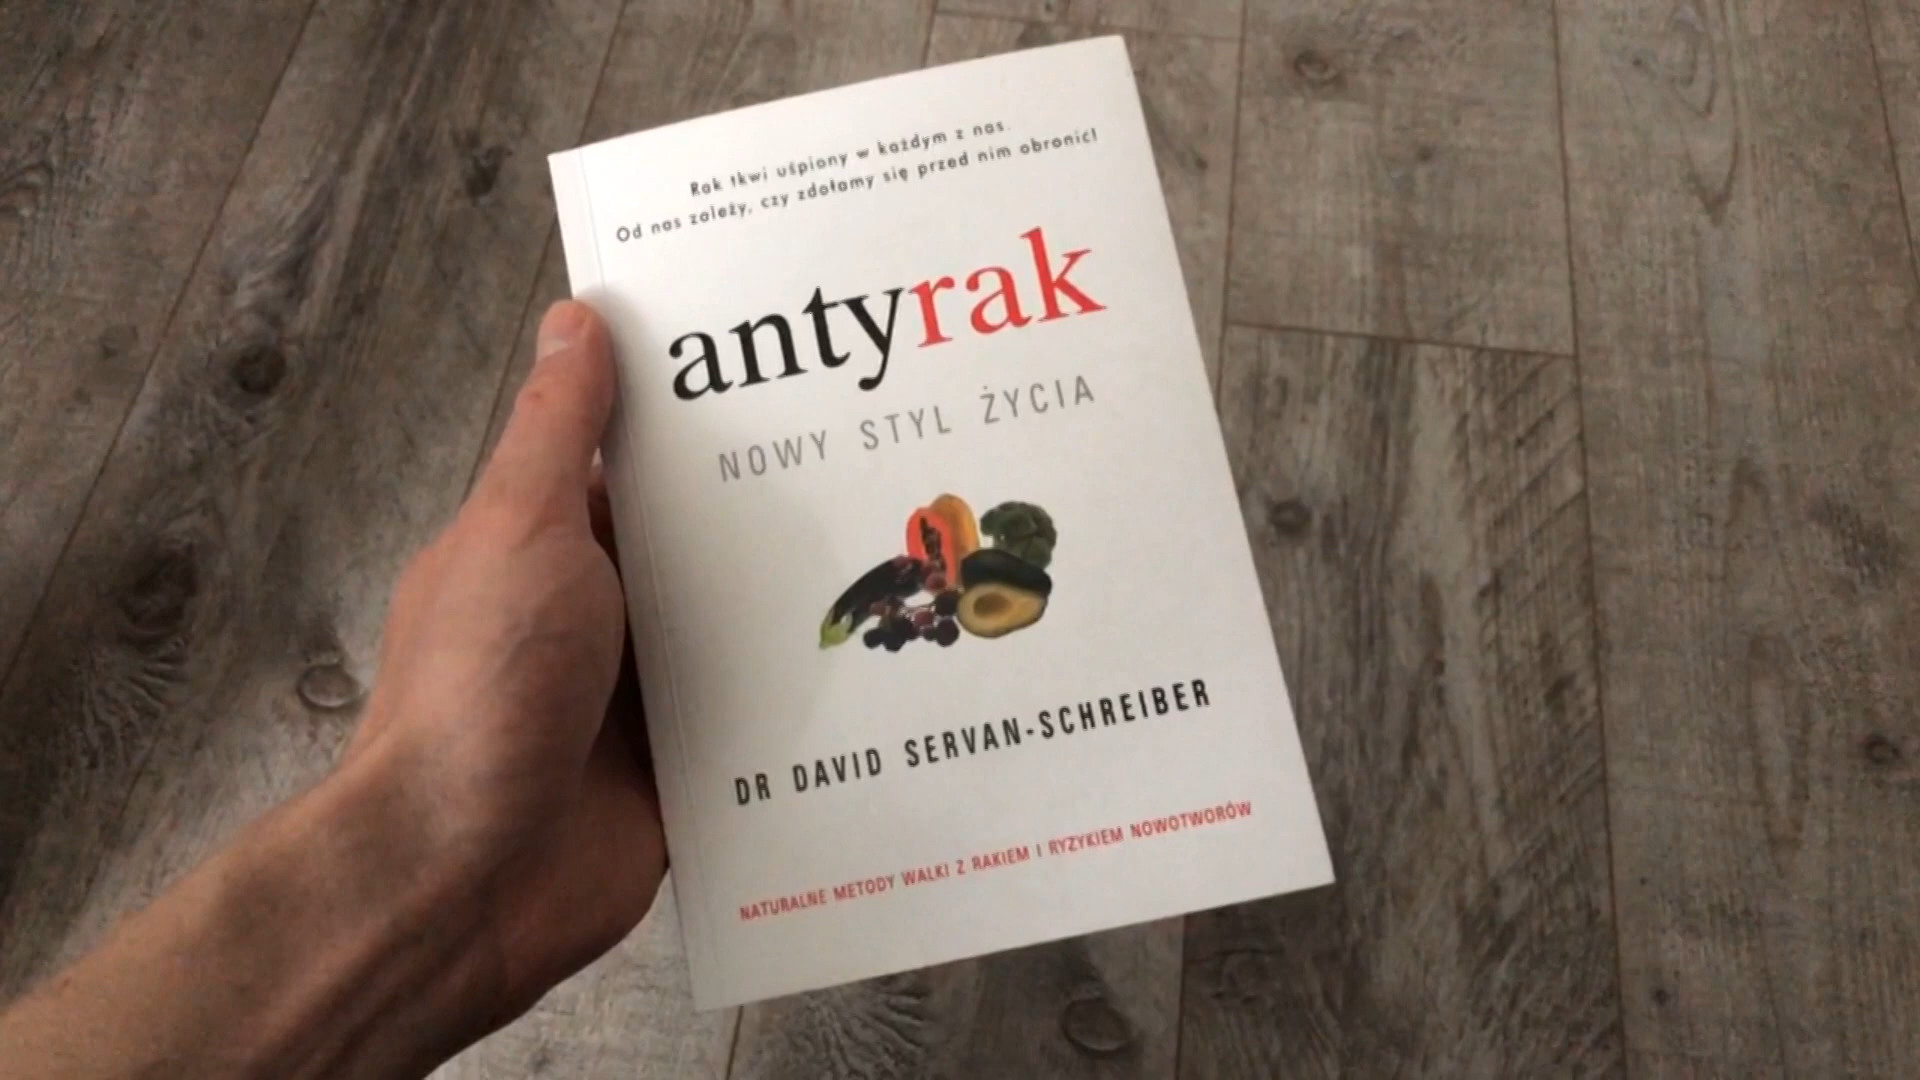 Rak tkwi uśpiony w każdym z nas.
Od nas zależy, czy zdołamy się przed nim obronić!
antyrak
NOWY STYL ŻYCIA
DR DAVID SERVAN-SCHREIBER
NATURALNE METODY WALKI Z RAKIEM I RYZYKIEM NOWOTWORÓW